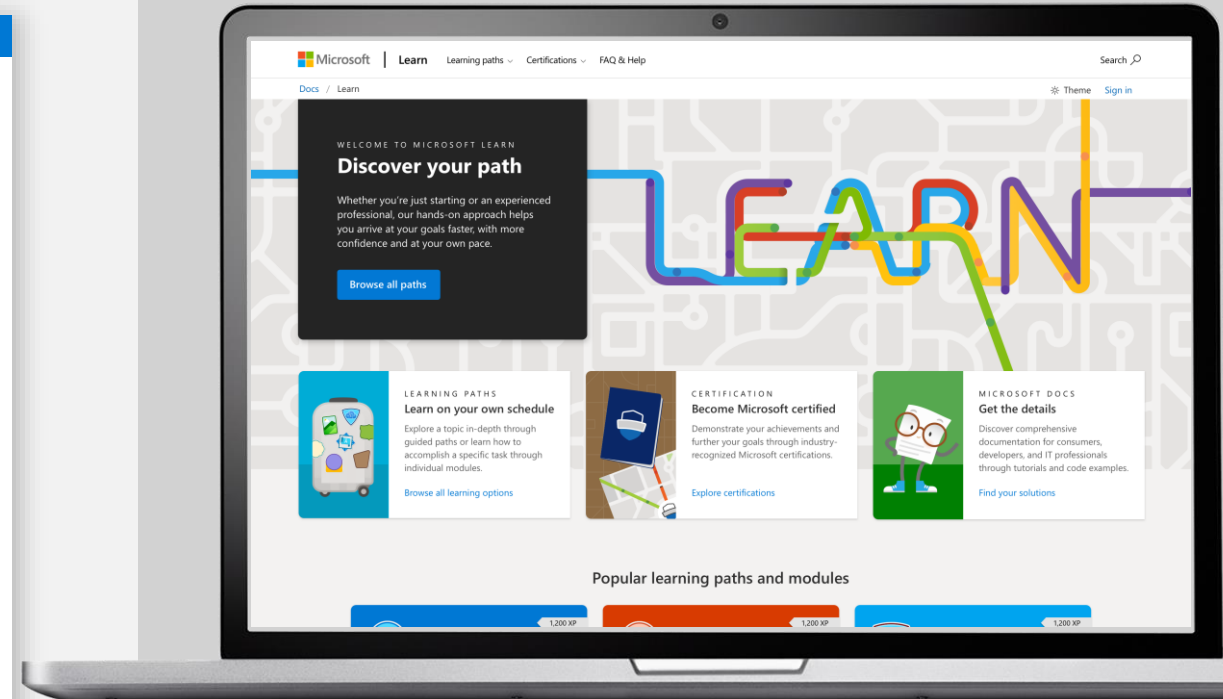 Microsoft Learn Learning paths Certifications FAQ & Help Search
Docs / Learn Theme Sign in
WELCOME TO MICROSOFT LEARN
Discover your path
Whether you're just starting or an experienced
professional, our hands-on approach helps
you arrive at your goals faster, with more
confidence and at your own pace.
Browse all paths
LEARN
LEARNING PATHS
Learn on your own schedule
Explore a topic in-depth through
guided paths or learn how to
accomplish a specific task through
individual modules.
Browse all learning options
CERTIFICATION
Become Microsoft certified
Demonstrate your achievements and
further your goals through industry-
recognized Microsoft certifications.
Explore certifications
MICROSOFT DOCS
Get the details
Discover comprehensive
documentation for consumers,
developers, and IT professionals
through tutorials and code examples.
Find your solutions
Popular learning paths and modules
1,200 XP 1,200 XP 1,200 XP